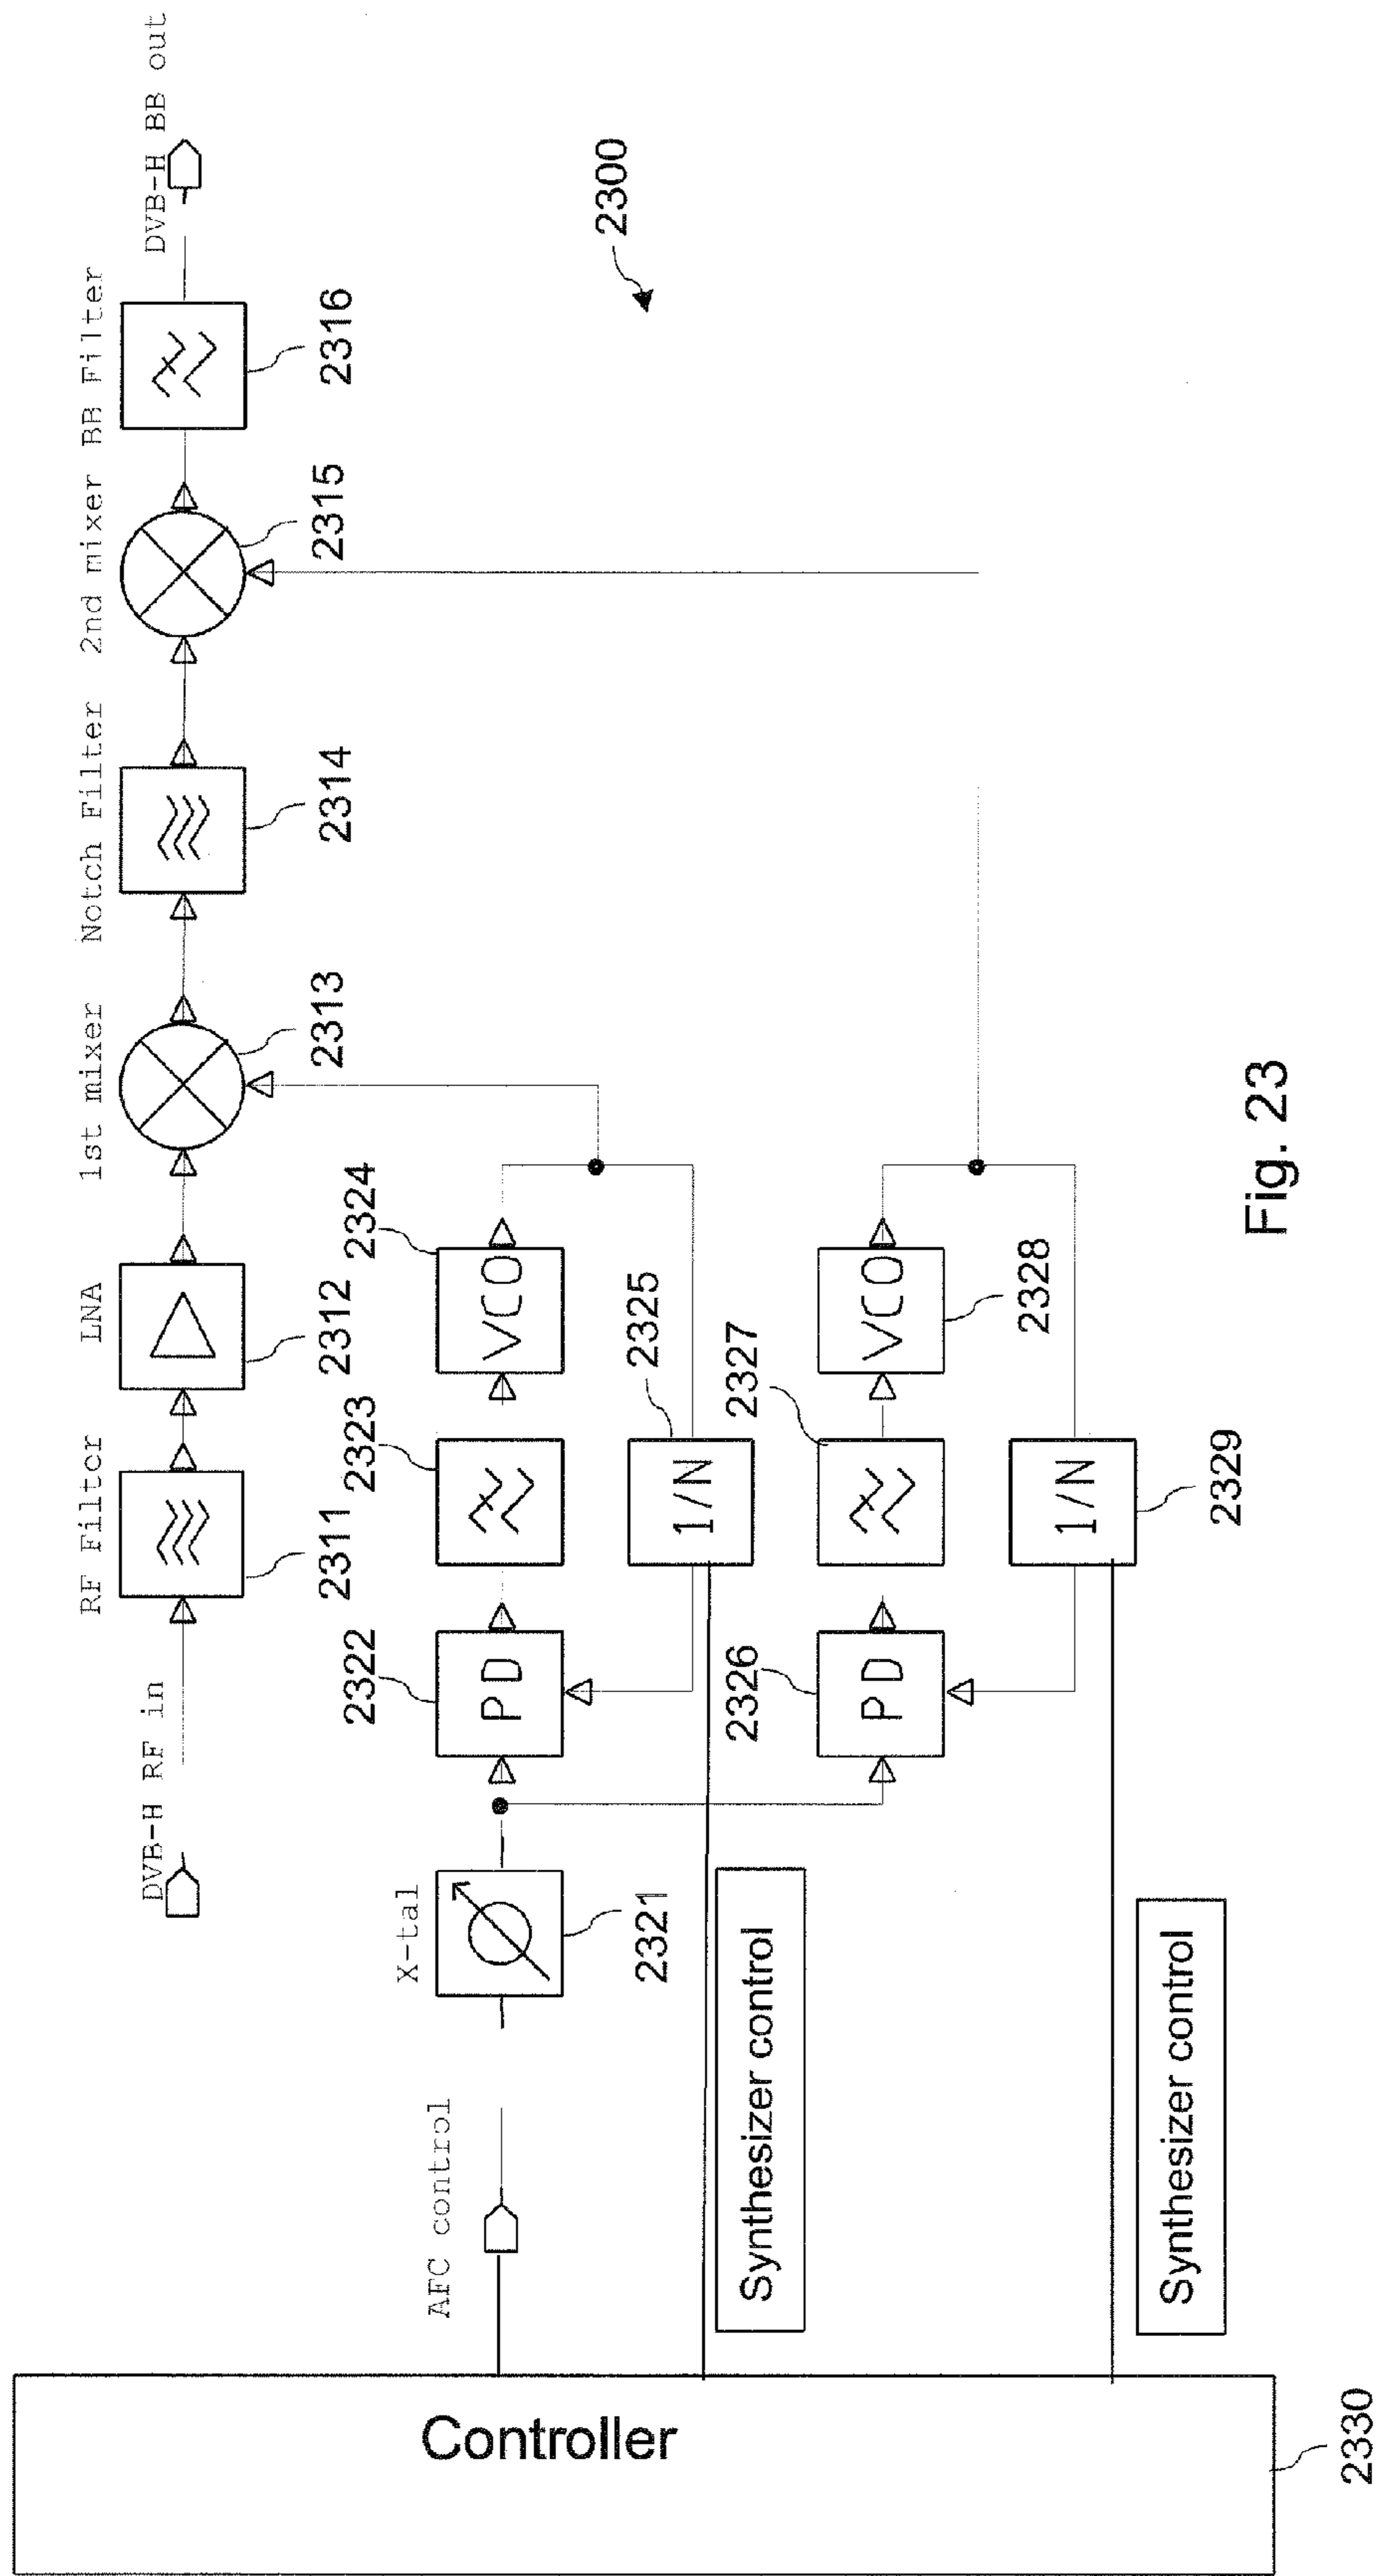 DVB-H RF in
RF Filter
LNA
1st mixer
Notch Filter
2nd mixer
BB Filter
DVB-H BB out
2311
2312
2313
2314
2315
2316
2300
AFC control
X-tal
2321
2322
PD
2323
2324
VCO
2325
1/N
Synthesizer control
2326
PD
2327
VCO
2328
1/N
2329
Synthesizer control
Controller
2330
Fig. 23